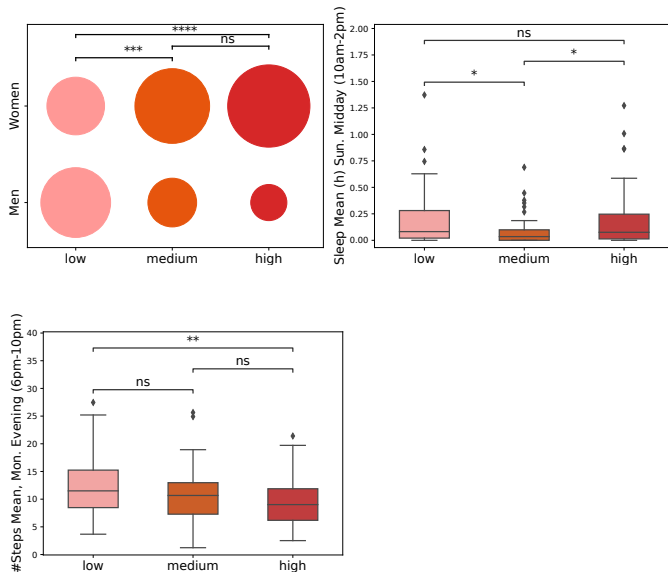 ****
***
ns
Women
Men
low medium high
Sleep Mean (h) Sun. Midday (10am-2pm)
2.00
1.75
1.50
1.25
1.00
0.75
0.50
0.25
0.00
ns
*
*
low medium high
#Steps Mean, Mon. Evening (6pm-10pm)
40
35
30
25
20
15
10
5
0
**
ns
ns
low medium high